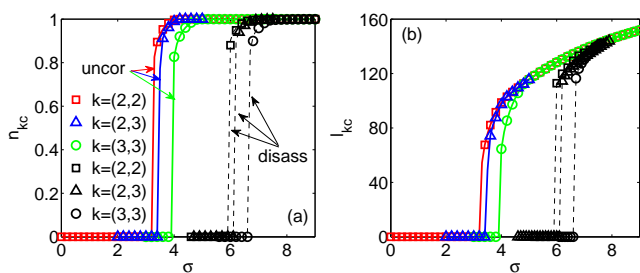 1
0.8
0.6
0.4
0.2
0
n_kc
uncor
k=(2,2)
k=(2,3)
k=(3,3)
k=(2,2)
k=(2,3)
k=(3,3)
disass
(a)
0 2 4 6 8
σ
160
120
80
40
0
l_kc
(b)
0 2 4 6 8
σ